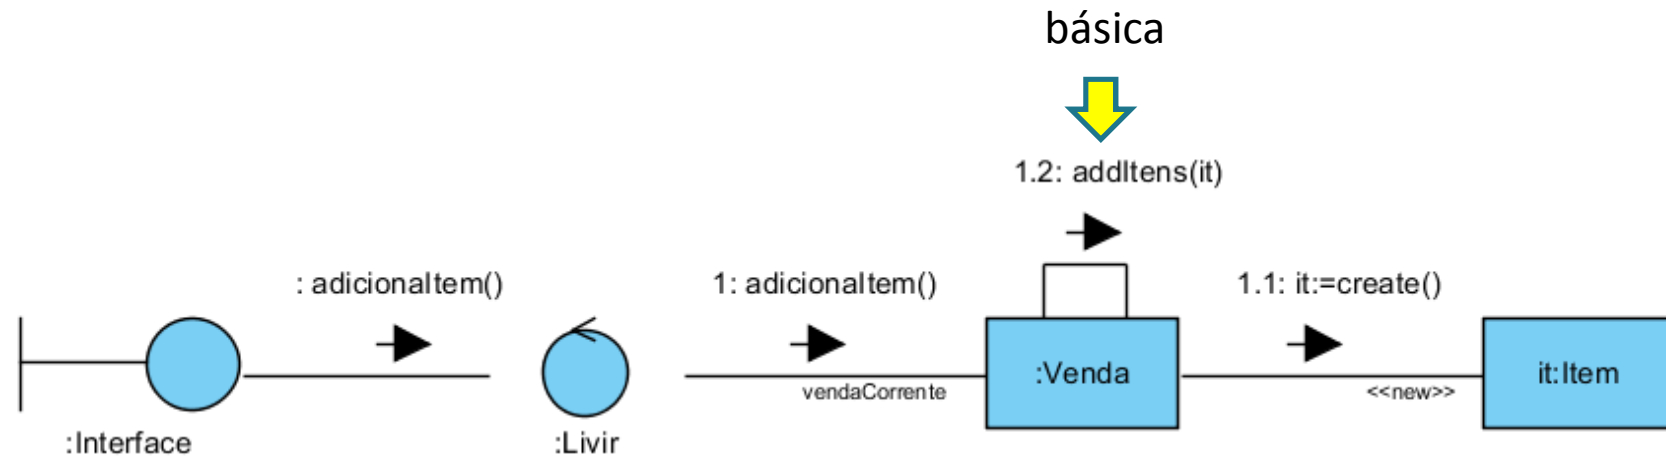 básica
1.2: addItens(it)
: adicionaItem()
1: adicionaItem()
1.1: it:=create()
:Venda
it:Item
vendaCorrente
<<new>>
:Interface
:Livir